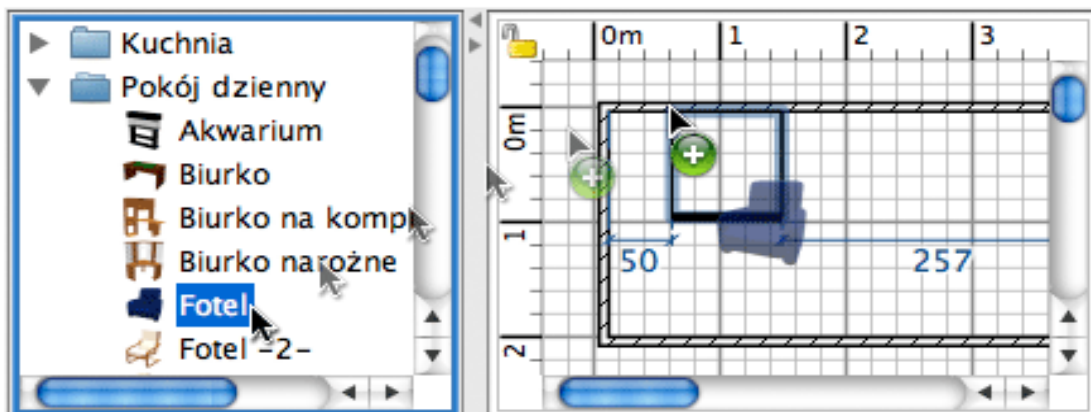 Kuchnia
Pokój dzienny
Akwarium
Biurko
Biurko na komp
Biurko narożne
Fotel
Fotel -2-
0m 1 2 3
0m
1
2
50 257